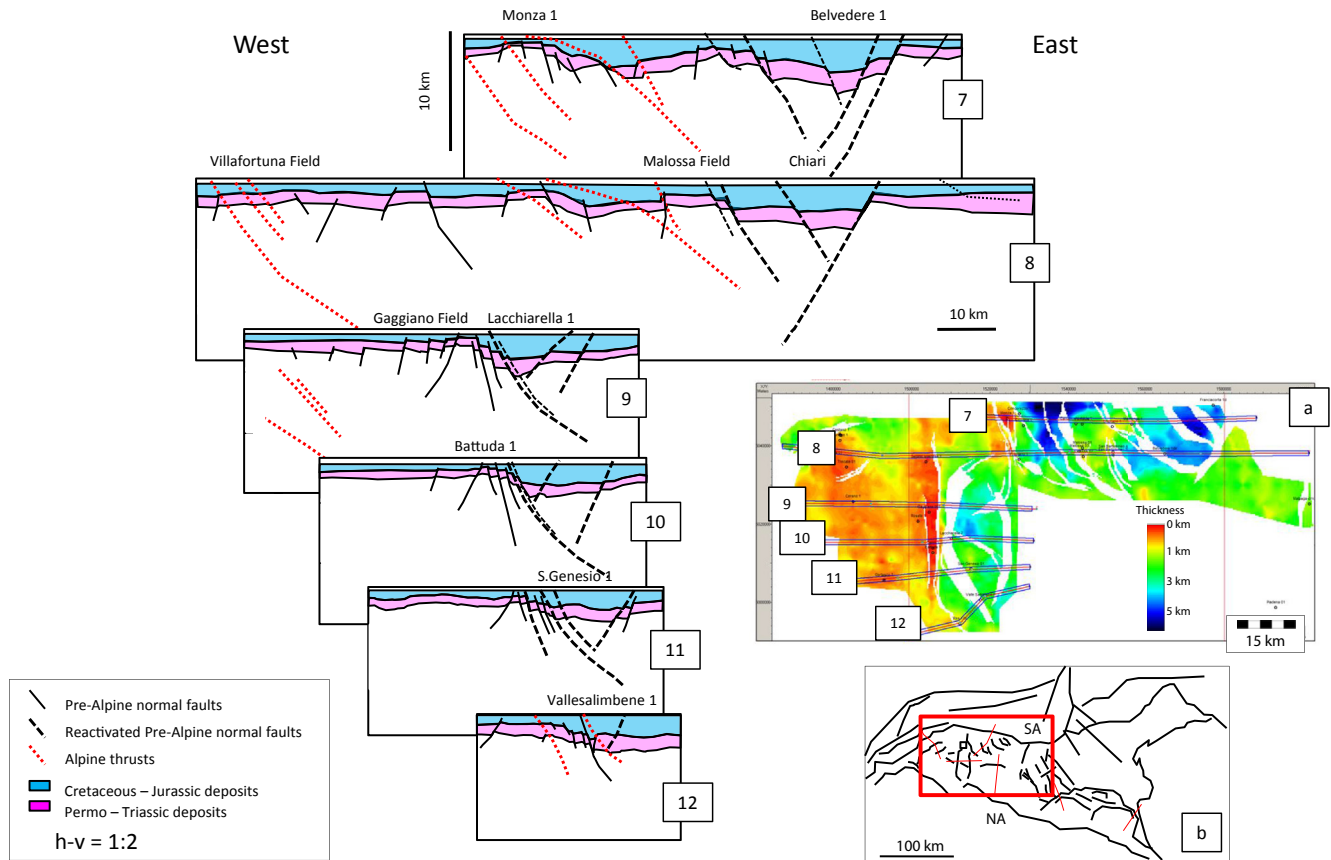 Monza 1
Belvedere 1
West
East
10 km
7
Villafortuna Field
Malossa Field
Chiari
8
10 km
Gaggiano Field
Lacchiarella 1
9
a
7
8
9
10
11
12
Thickness
0 km
1 km
3 km
5 km
15 km
Battuda 1
10
S.Genesio 1
11
Vallesalimbene 1
12
Pre-Alpine normal faults
Reactivated Pre-Alpine normal faults
Alpine thrusts
Cretaceous – Jurassic deposits
Permo – Triassic deposits
h-v = 1:2
SA
NA
100 km
b